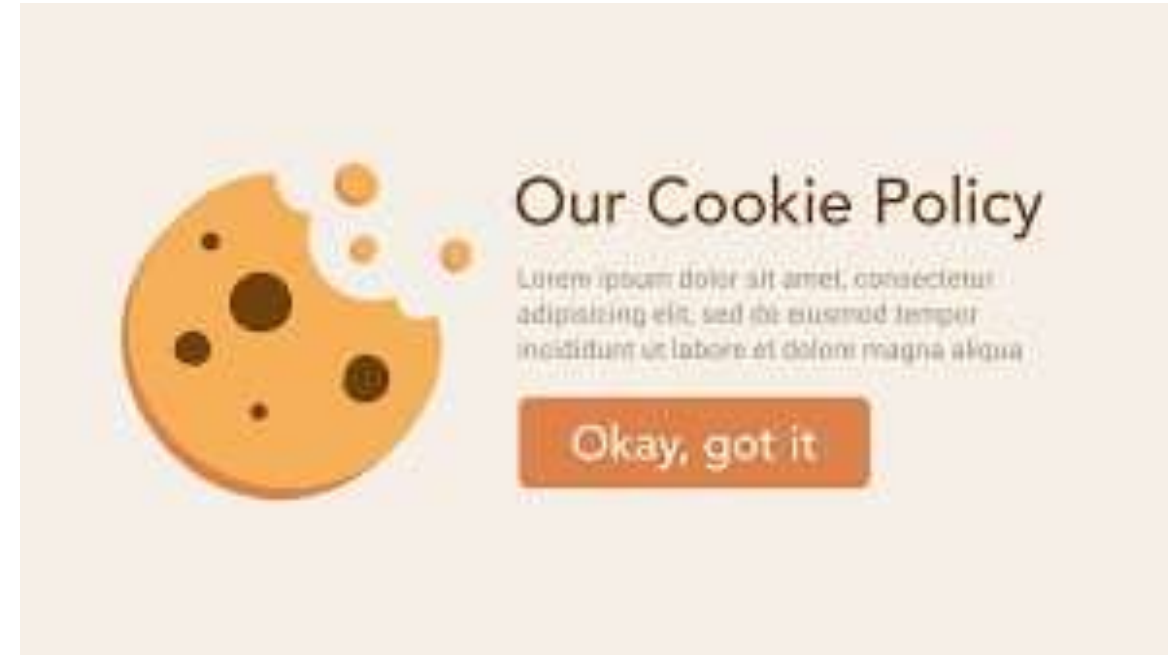 Our Cookie Policy
Lorem ipsum dolor sit amet, consectetur
adipisicing elit, sed do eiusmod tempor
incididunt ut labore et dolore magna aliqua
Okay, got it